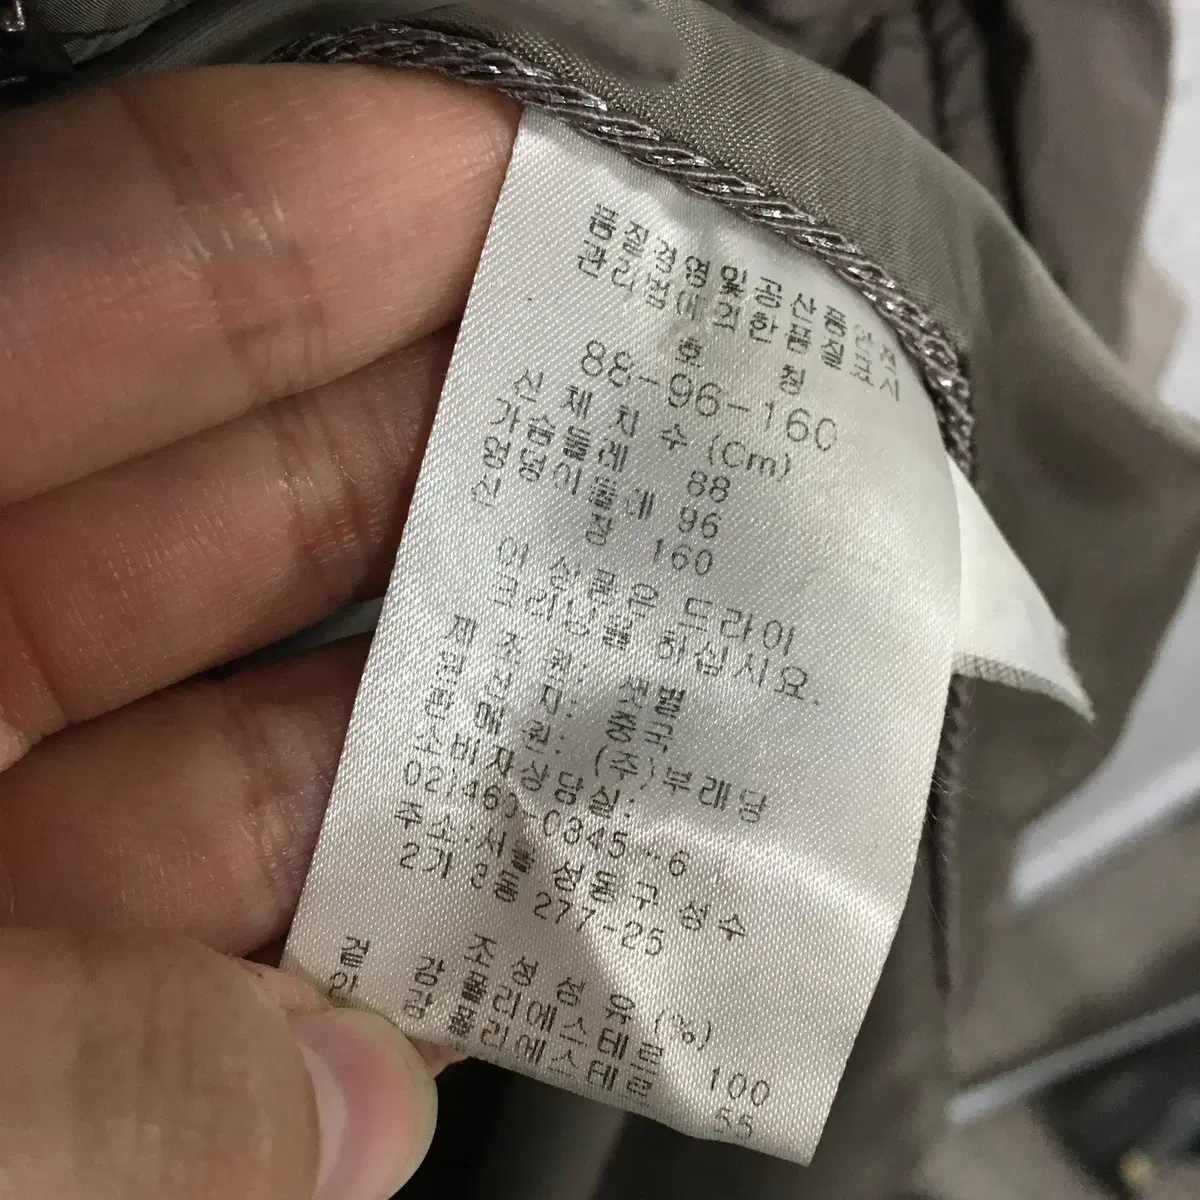 품질경영및공산품안전
관리법에의한품질표시
호 칭
88-96-160
신 체 치 수 (Cm)
가슴둘레 88
엉덩이둘레 96
신 장 160
이 상품은 드라이
크리닝을 하십시요.
제 조 원:
제 조 지: 중국
판 매 원: (주)부래당
소비자상담실:
02)460-0345~6
주소:서울 성동구 성수
2가 3동 277-25
조 성 섬 유 (%)
겉 감 폴리에스테르 100
안 감 폴리에스테르 55